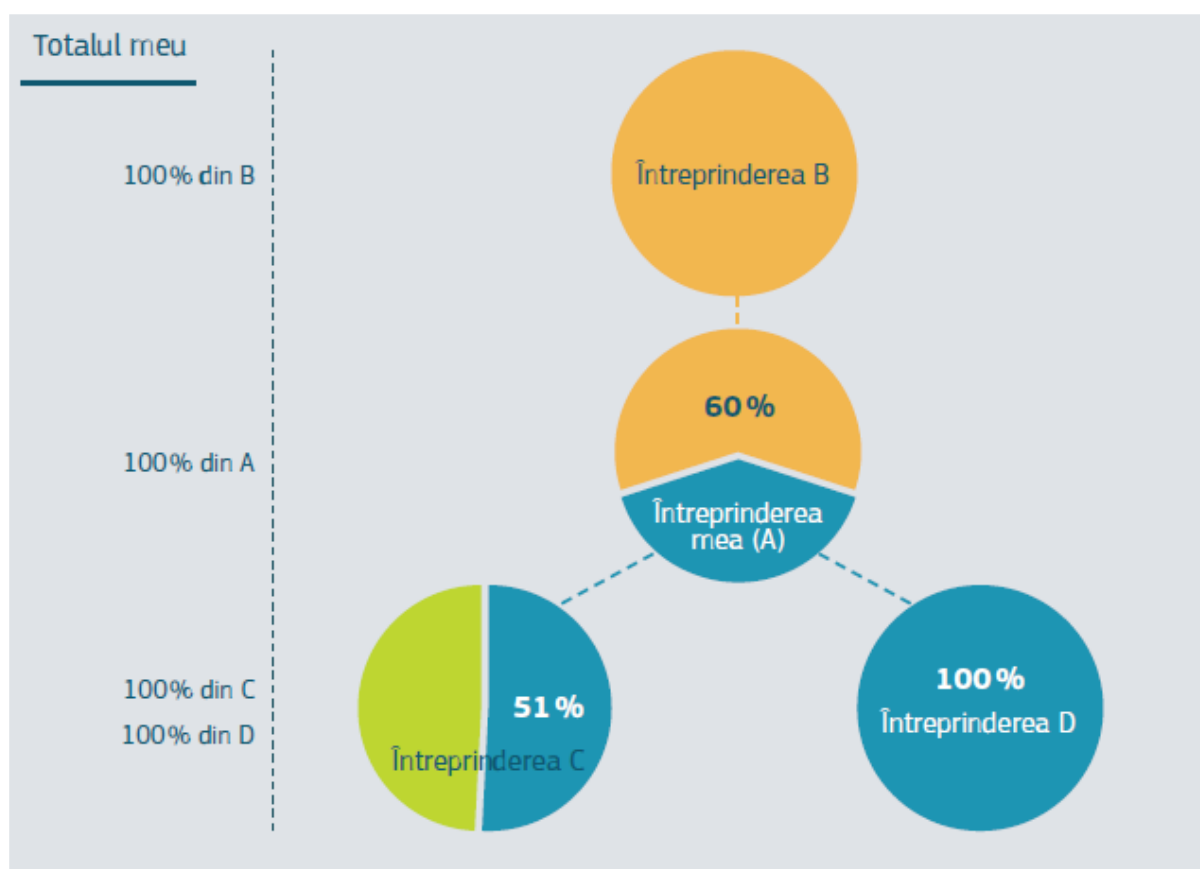 Totalul meu
100% din B
Întreprinderea B
60%
100% din A
Întreprinderea
mea (A)
100% din C
100% din D
51%
Întreprinderea C
100%
Întreprinderea D